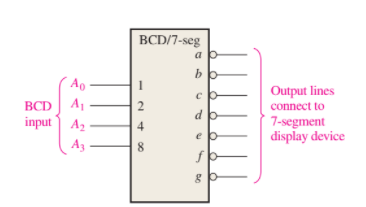 BCD/7-seg
a
b
c
d
e
f
g
BCD
input
A₀
A₁
A₂
A₃
1
2
4
8
Output lines
connect to
7-segment
display device